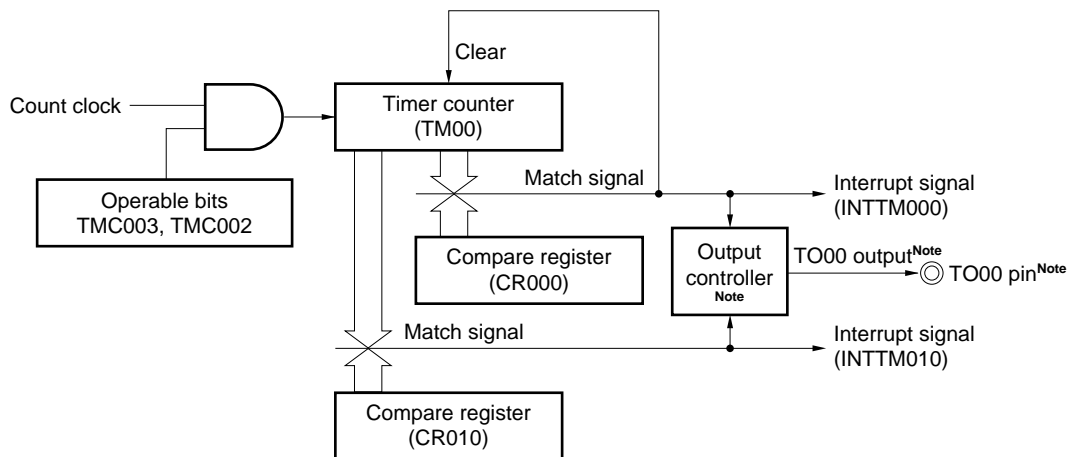 Clear
Count clock
Timer counter
(TM00)
Operable bits
TMC003, TMC002
Match signal
Interrupt signal
(INTTM000)
Compare register
(CR000)
Output
controller
Note
TO00 output Note
TO00 pin Note
Match signal
Interrupt signal
(INTTM010)
Compare register
(CR010)